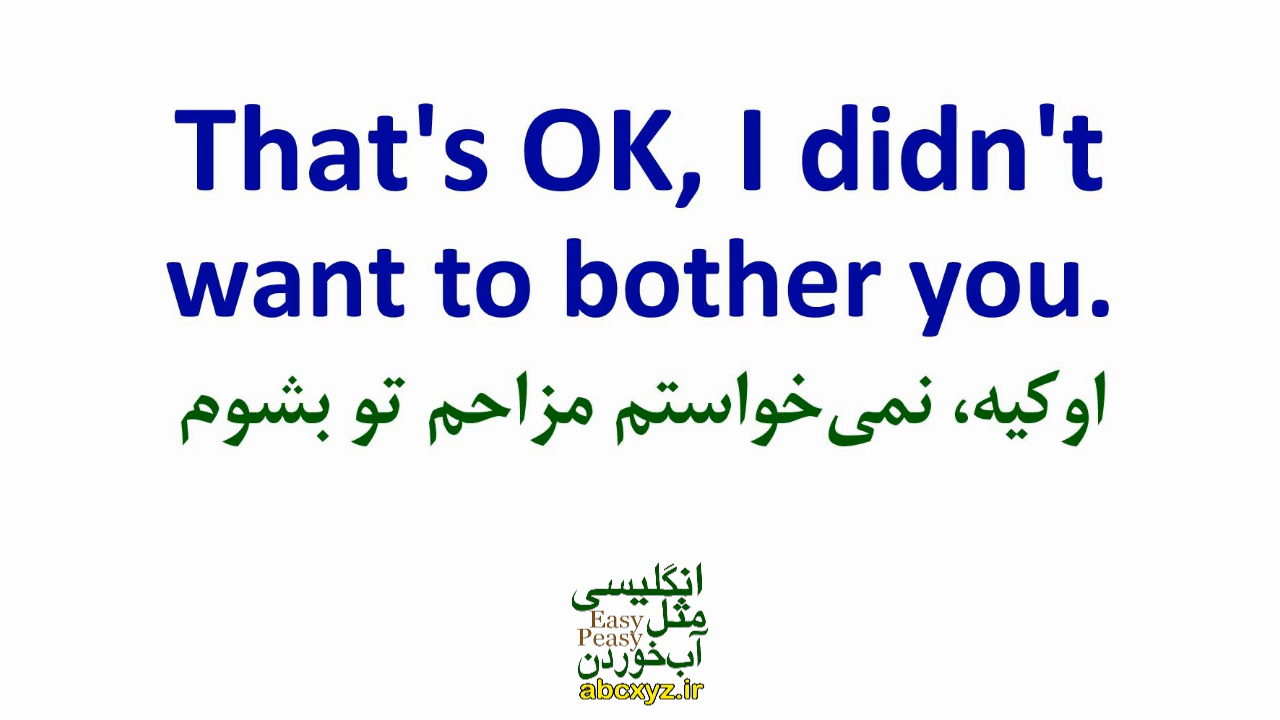 That's OK, I didn't
want to bother you.
اوکیه، نمی‌خواستم مزاحم تو بشوم
انگلیسی
مثل
Easy
Peasy
آب‌خوردن
abcxyz.ir